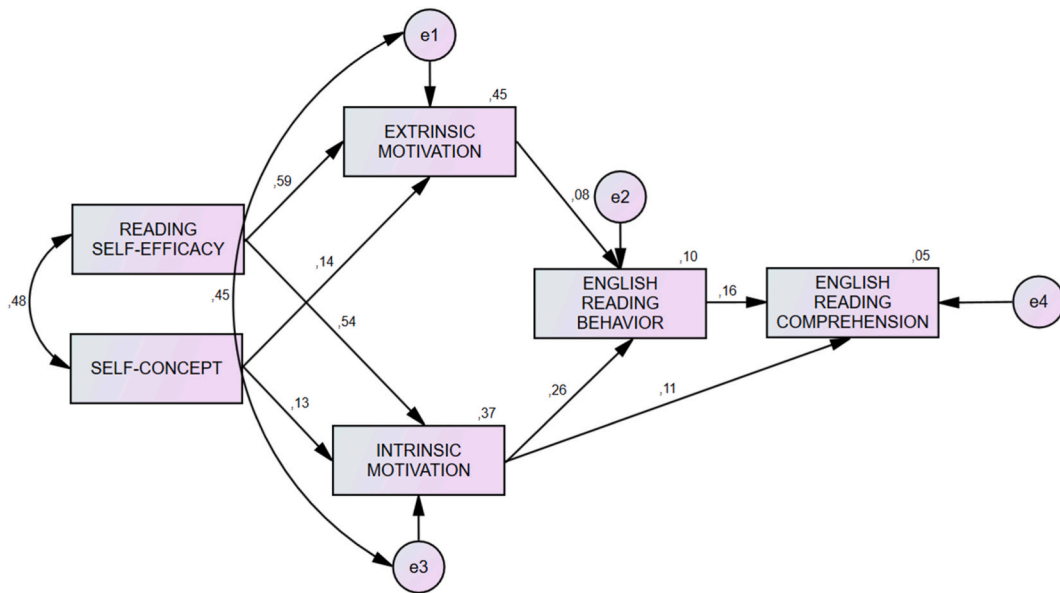 e1
,45
EXTRINSIC
MOTIVATION
,59
,08
e2
READING
SELF-EFFICACY
,14
,10
,05
ENGLISH
READING
BEHAVIOR
,16
ENGLISH
READING
COMPREHENSION
e4
,48
,45
,54
SELF-CONCEPT
,13
,26
,11
,37
INTRINSIC
MOTIVATION
e3